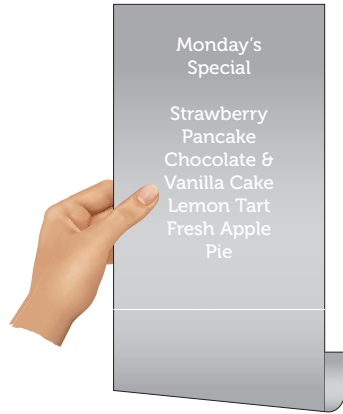 Monday's
Special
Strawberry
Pancake
Chocolate &
Vanilla Cake
Lemon Tart
Fresh Apple
Pie